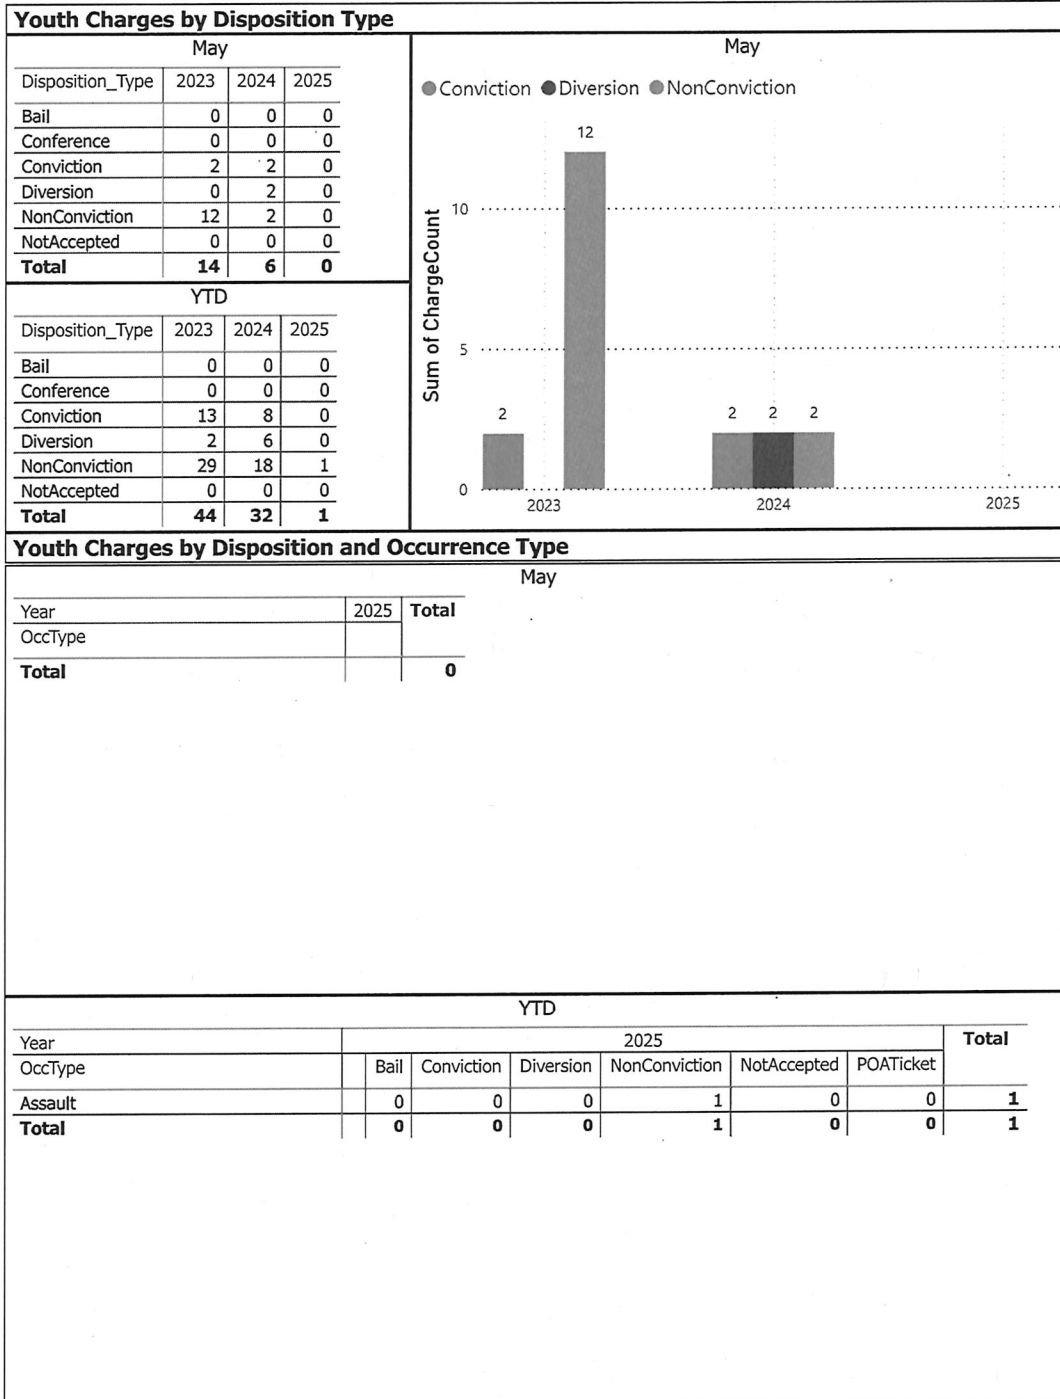 Youth Charges by Disposition Type
May
Disposition_Type 2023 2024 2025
Bail 0 0 0
Conference 0 0 0
Conviction 2 2 0
Diversion 0 2 0
NonConviction 12 2 0
NotAccepted 0 0 0
Total 14 6 0
YTD
Disposition_Type 2023 2024 2025
Bail 0 0 0
Conference 0 0 0
Conviction 13 8 0
Diversion 2 6 0
NonConviction 29 18 1
NotAccepted 0 0 0
Total 44 32 1
May
Conviction Diversion NonConviction
Sum of ChargeCount
12
10
5
2 2 2 2
0
2023 2024 2025
Youth Charges by Disposition and Occurrence Type
May
Year 2025 Total
OccType
Total 0
YTD
Year 2025 Total
OccType Bail Conviction Diversion NonConviction NotAccepted POATicket
Assault 0 0 0 1 0 0 1
Total 0 0 0 1 0 0 1